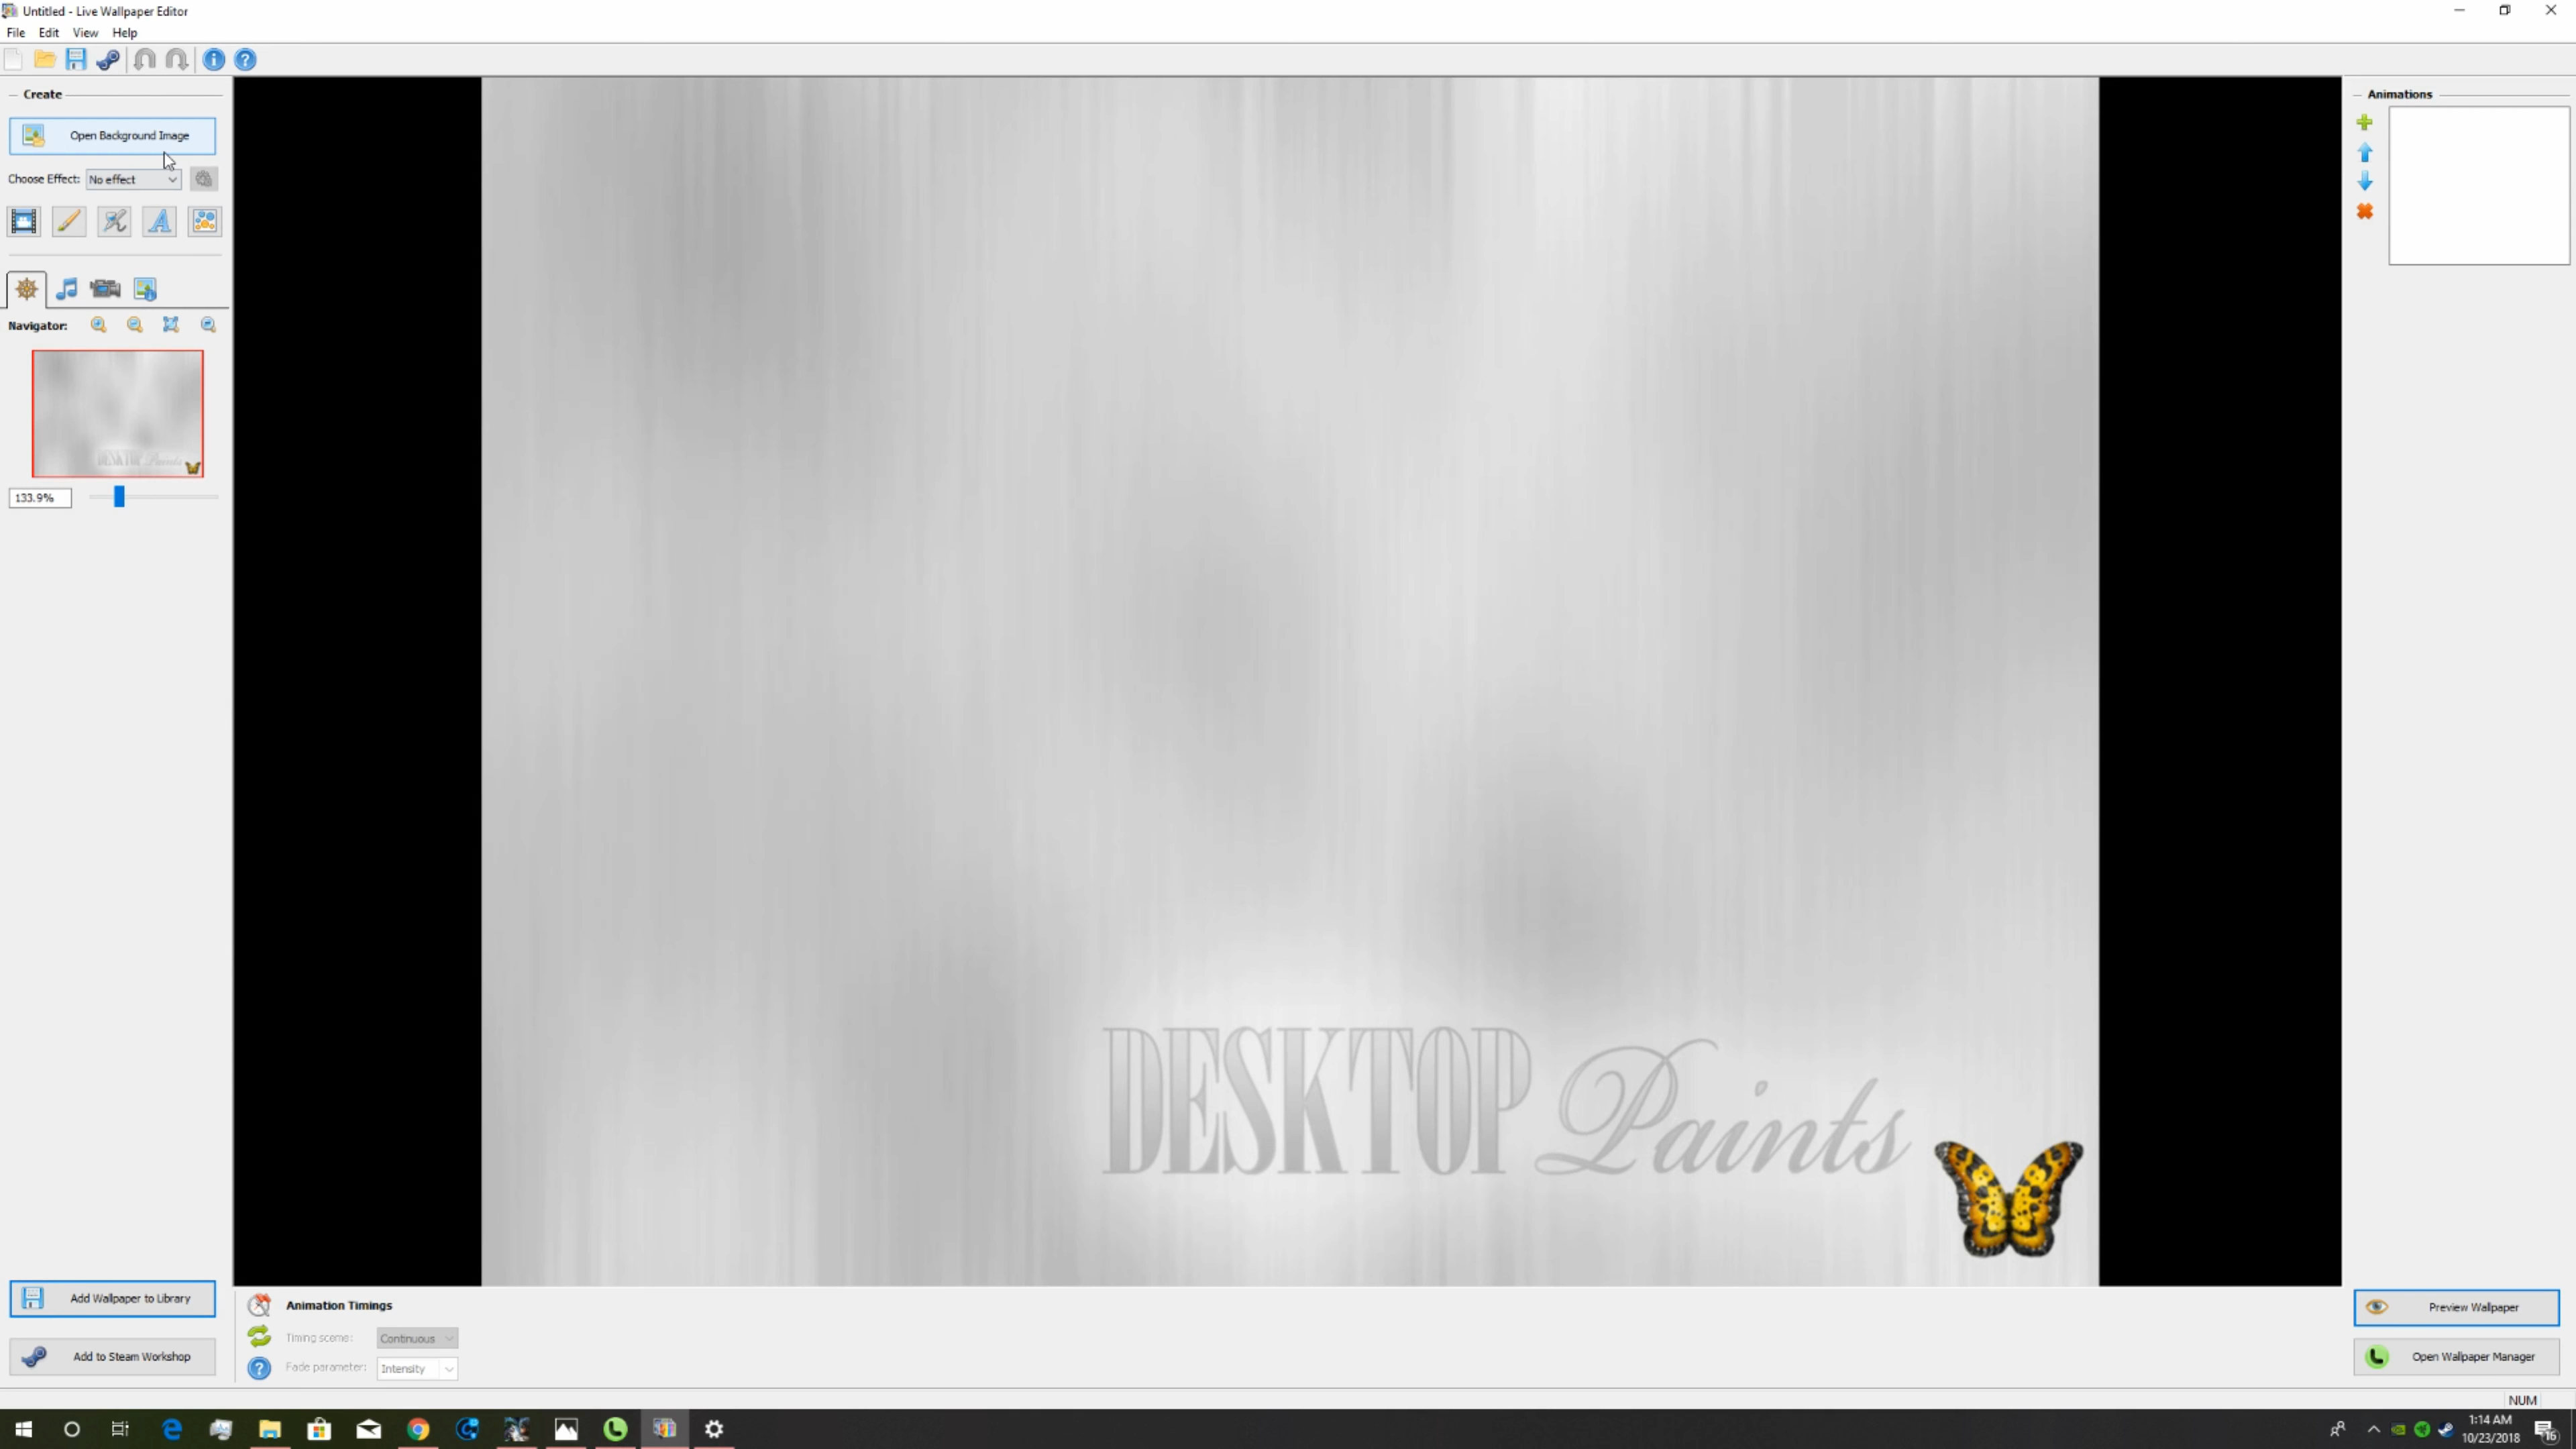 Untitled - Live Wallpaper Editor
File Edit View Help
Create
Open Background Image
Choose Effect: No effect
Navigator:
133.9%
Animations
DESKTOP Paints
Add Wallpaper to Library
Add to Steam Workshop
Animation Timings
Timing sceme: Continuous
Fade parameter: Intensity
Preview Wallpaper
Open Wallpaper Manager
NUM
1:14 AM
10/23/2018
16